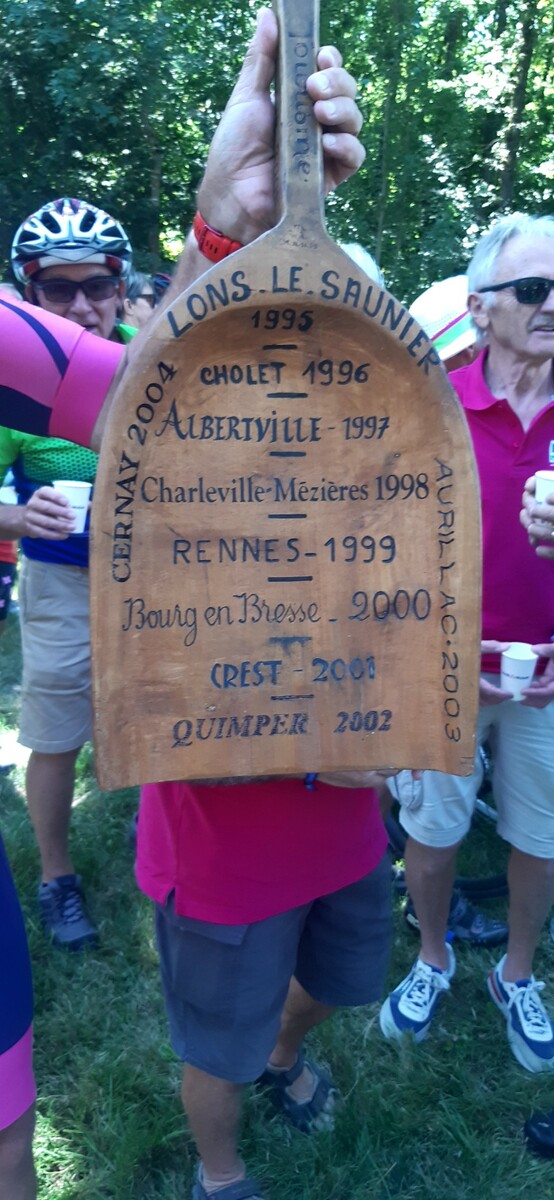 LONS.LE.SAUNIER
1995
CHOLET 1996
ALBERTVILLE - 1997
Charleville-Mézières 1998
RENNES - 1999
Bourg en Bresse - 2000
CREST - 2001
QUIMPER 2002
AURILLAC.2003
CERNAY 2004